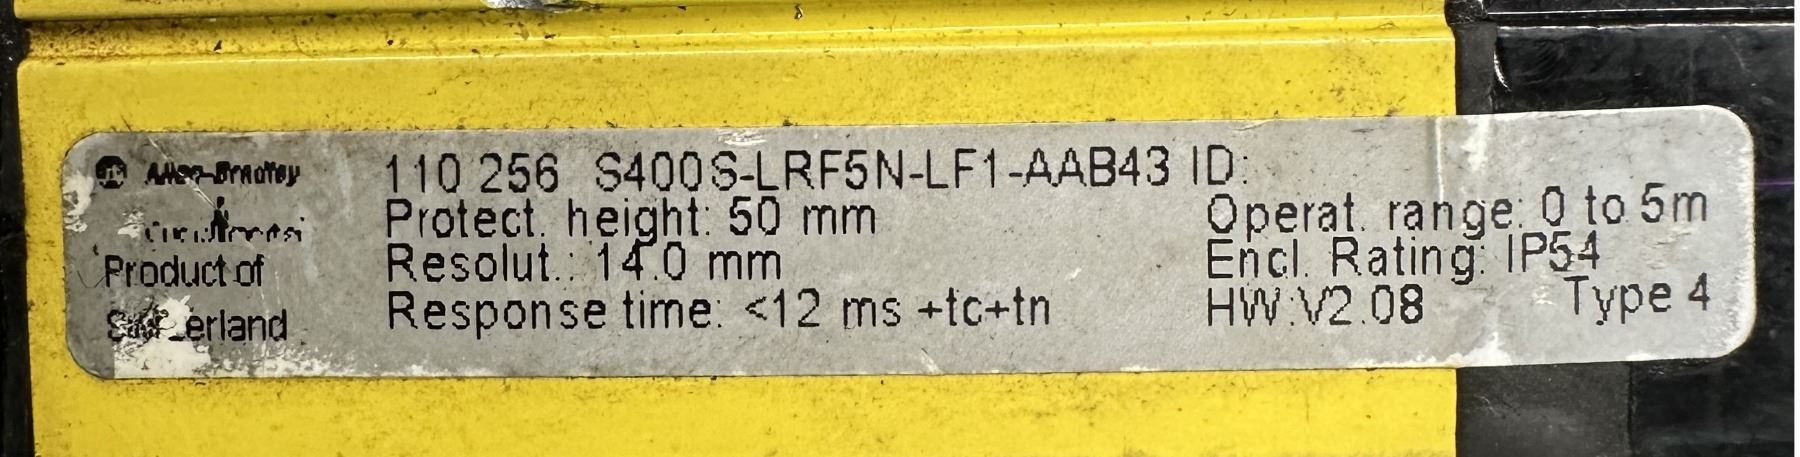 Allen-Bradley
110 256 S400S-LRF5N-LF1-AAB43 ID:
Protect. height: 50 mm
Operat. range: 0 to 5m
Product of
Resolut.: 14.0 mm
Encl. Rating: IP54
Switzerland
Response time: <12 ms +tc+tn
HW:V2.08
Type 4